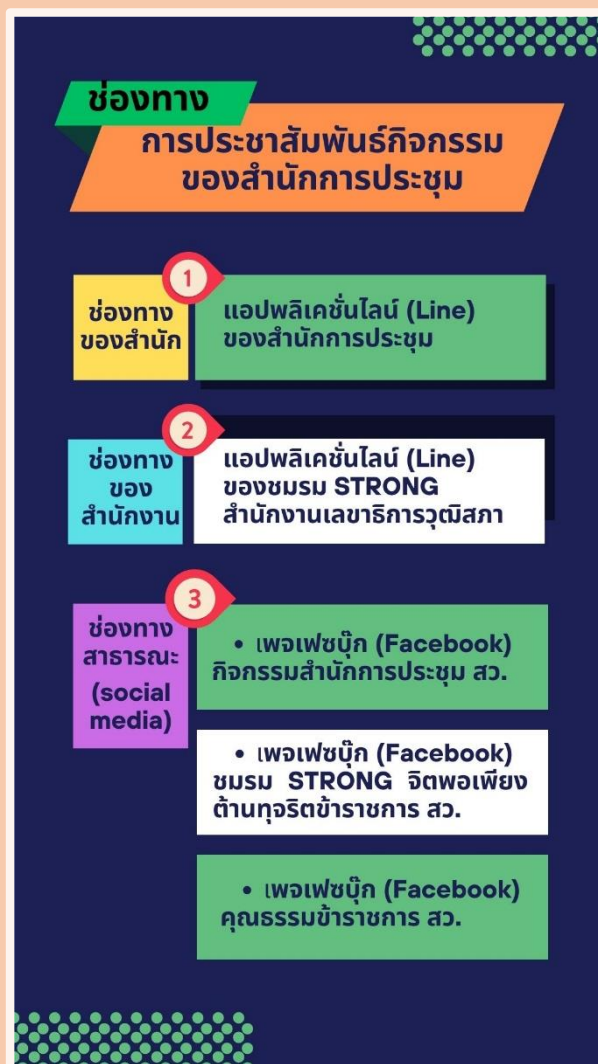 ช่องทาง
การประชาสัมพันธ์กิจกรรม
ของสำนักการประชุม
1
ช่องทาง
ของสำนัก
แอปพลิเคชั่นไลน์ (Line)
ของสำนักการประชุม
2
ช่องทาง
ของ
สำนักงาน
แอปพลิเคชั่นไลน์ (Line)
ของชมรม STRONG
สำนักงานเลขาธิการวุฒิสภา
3
ช่องทาง
สาธารณะ
(social
media)
• เพจเฟซบุ๊ก (Facebook)
กิจกรรมสำนักการประชุม สว.
• เพจเฟซบุ๊ก (Facebook)
ชมรม STRONG จิตพอเพียง
ต้านทุจริตข้าราชการ สว.
• เพจเฟซบุ๊ก (Facebook)
คุณธรรมข้าราชการ สว.